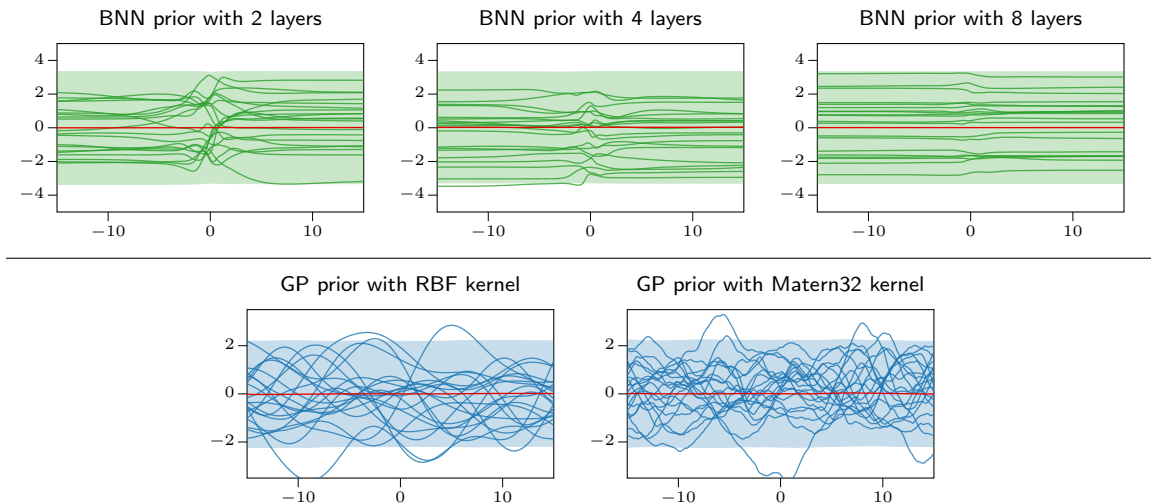 BNN prior with 2 layers BNN prior with 4 layers BNN prior with 8 layers
4 4 4
2 2 2
0 0 0
−2 −2 −2
−4 −4 −4
−10 0 10 −10 0 10 −10 0 10
GP prior with RBF kernel GP prior with Matern32 kernel
2 2
0 0
−2 −2
−10 0 10 −10 0 10